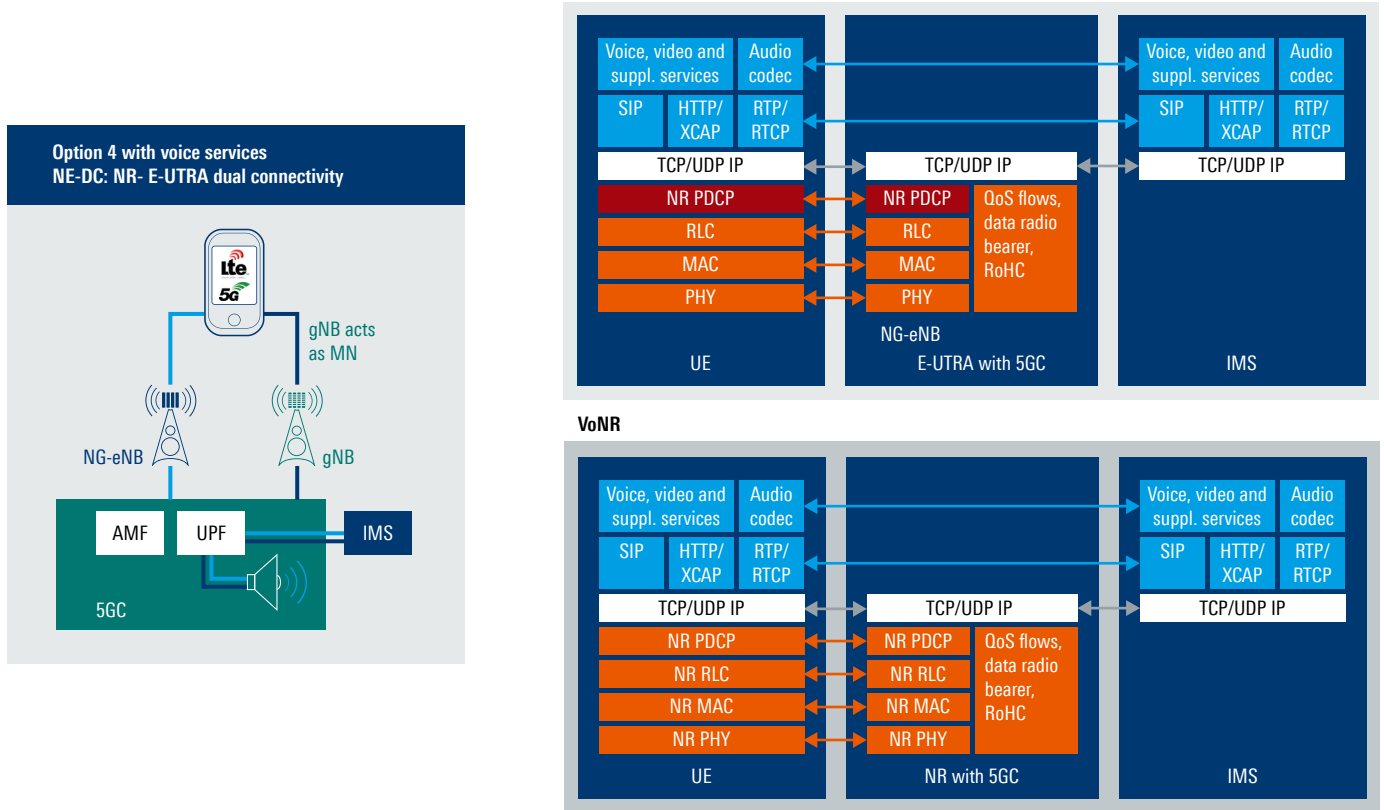 Option 4 with voice services
NE-DC: NR- E-UTRA dual connectivity
LTE
5G
gNB acts
as MN
NG-eNB
gNB
AMF
UPF
IMS
5GC
Voice, video and
suppl. services
Audio
codec
SIP
HTTP/
XCAP
RTP/
RTCP
TCP/UDP IP
NR PDCP
RLC
MAC
PHY
UE
TCP/UDP IP
NR PDCP
RLC
MAC
PHY
QoS flows,
data radio
bearer,
RoHC
NG-eNB
E-UTRA with 5GC
Voice, video and
suppl. services
Audio
codec
SIP
HTTP/
XCAP
RTP/
RTCP
TCP/UDP IP
IMS
VoNR
Voice, video and
suppl. services
Audio
codec
SIP
HTTP/
XCAP
RTP/
RTCP
TCP/UDP IP
NR PDCP
NR RLC
NR MAC
NR PHY
UE
TCP/UDP IP
NR PDCP
NR RLC
NR MAC
NR PHY
QoS flows,
data radio
bearer,
RoHC
NR with 5GC
Voice, video and
suppl. services
Audio
codec
SIP
HTTP/
XCAP
RTP/
RTCP
TCP/UDP IP
IMS